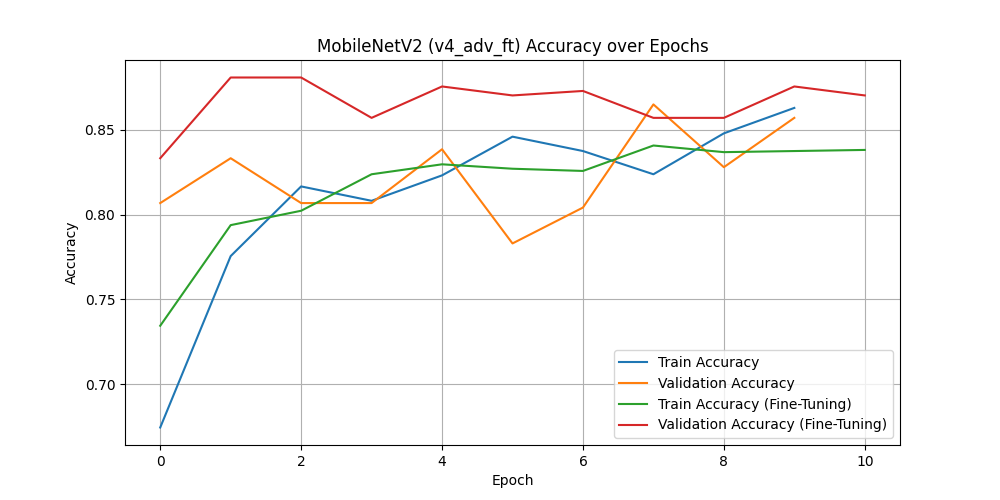 MobileNetV2 (v4_adv_ft) Accuracy over Epochs
Accuracy
0.85
0.80
0.75
0.70
Train Accuracy
Validation Accuracy
Train Accuracy (Fine-Tuning)
Validation Accuracy (Fine-Tuning)
0 2 4 6 8 10
Epoch